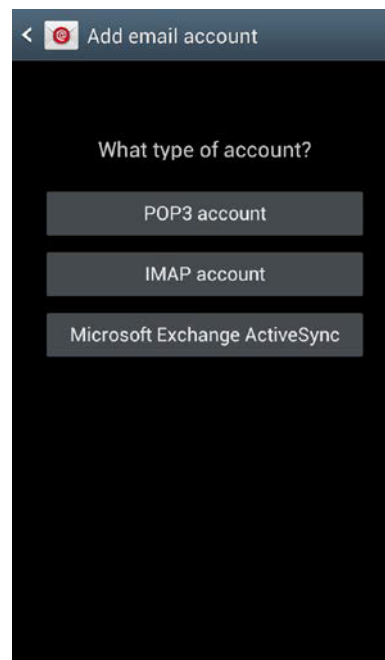 Add email account
What type of account?
POP3 account
IMAP account
Microsoft Exchange ActiveSync